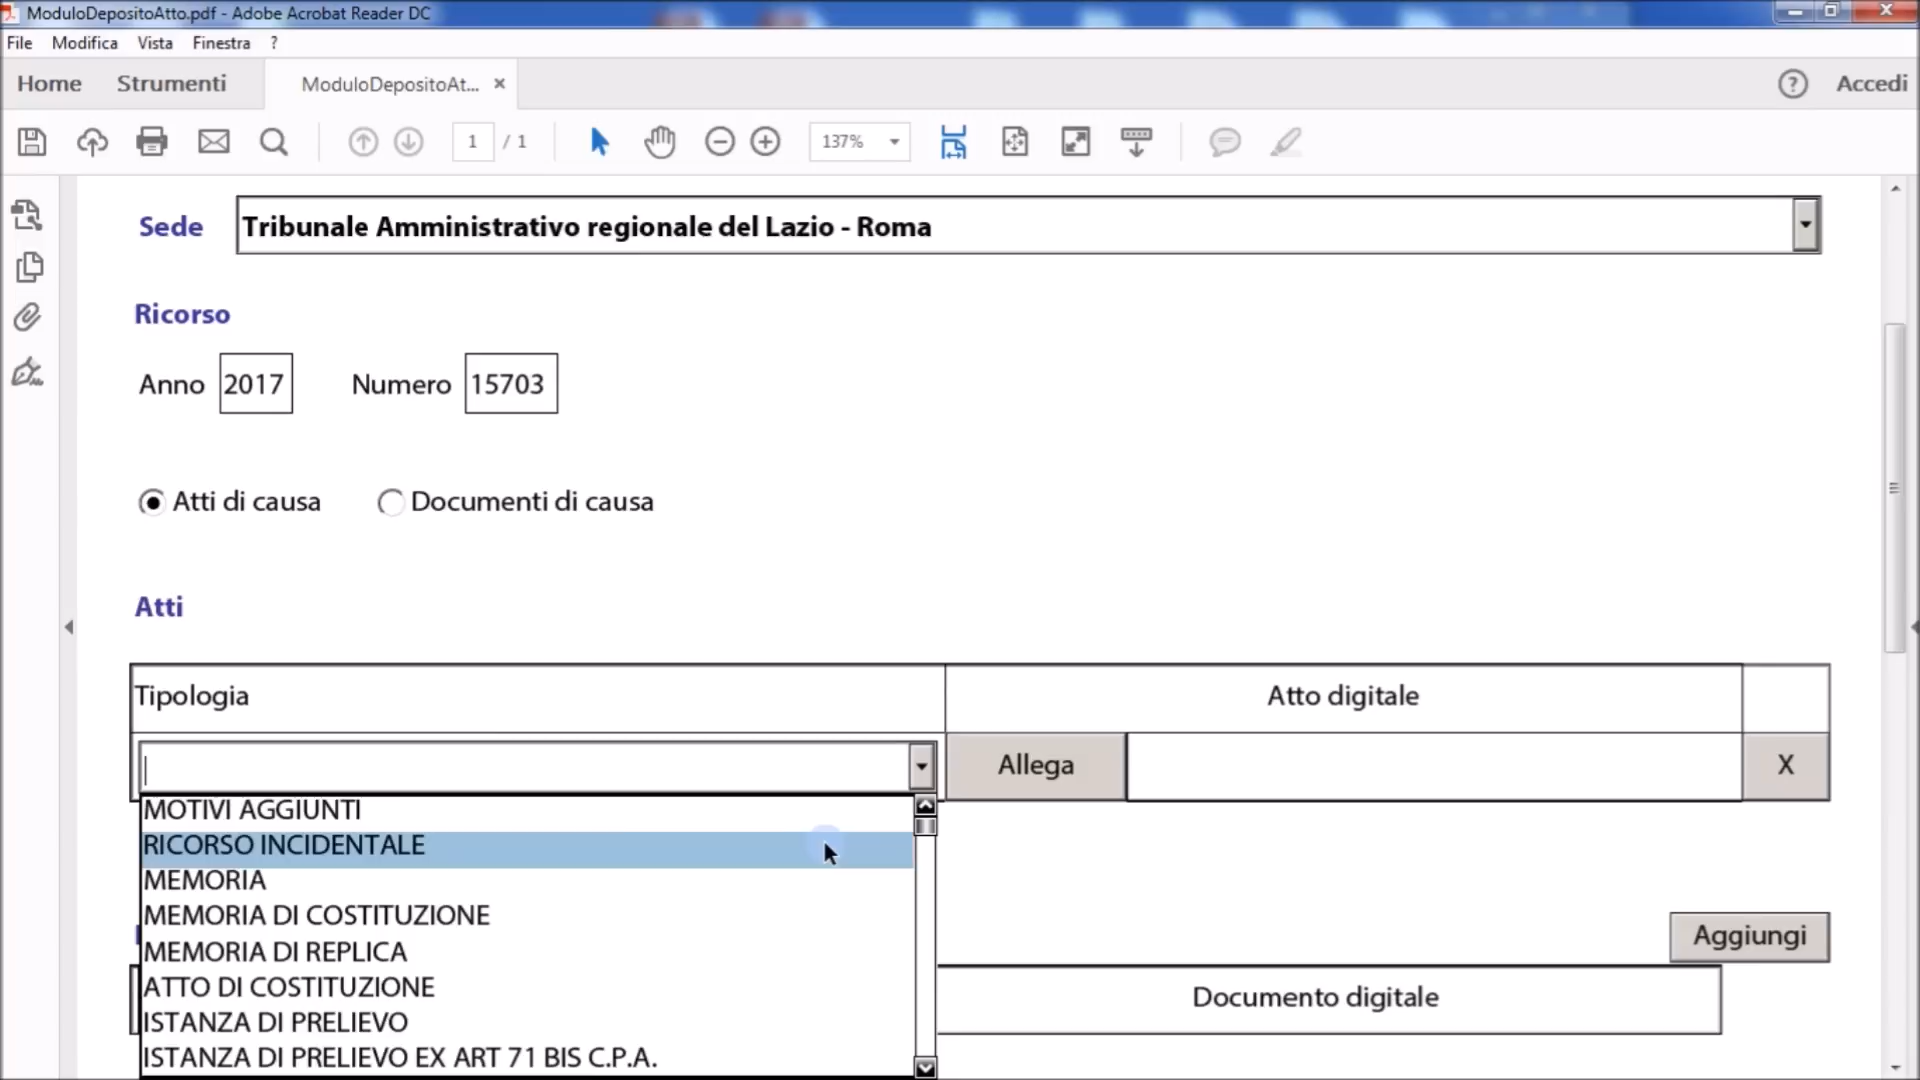 ModuloDepositoAtto.pdf - Adobe Acrobat Reader DC
File Modifica Vista Finestra ?
Home Strumenti ModuloDepositoAt... × ? Accedi
1 / 1 137%
Sede Tribunale Amministrativo regionale del Lazio - Roma
Ricorso
Anno 2017 Numero 15703
Atti di causa Documenti di causa
Atti
Tipologia Atto digitale
Allega X
MOTIVI AGGIUNTI
RICORSO INCIDENTALE
MEMORIA
MEMORIA DI COSTITUZIONE
Aggiungi
MEMORIA DI REPLICA
ATTO DI COSTITUZIONE
Documento digitale
ISTANZA DI PRELIEVO
ISTANZA DI PRELIEVO EX ART 71 BIS C.P.A.